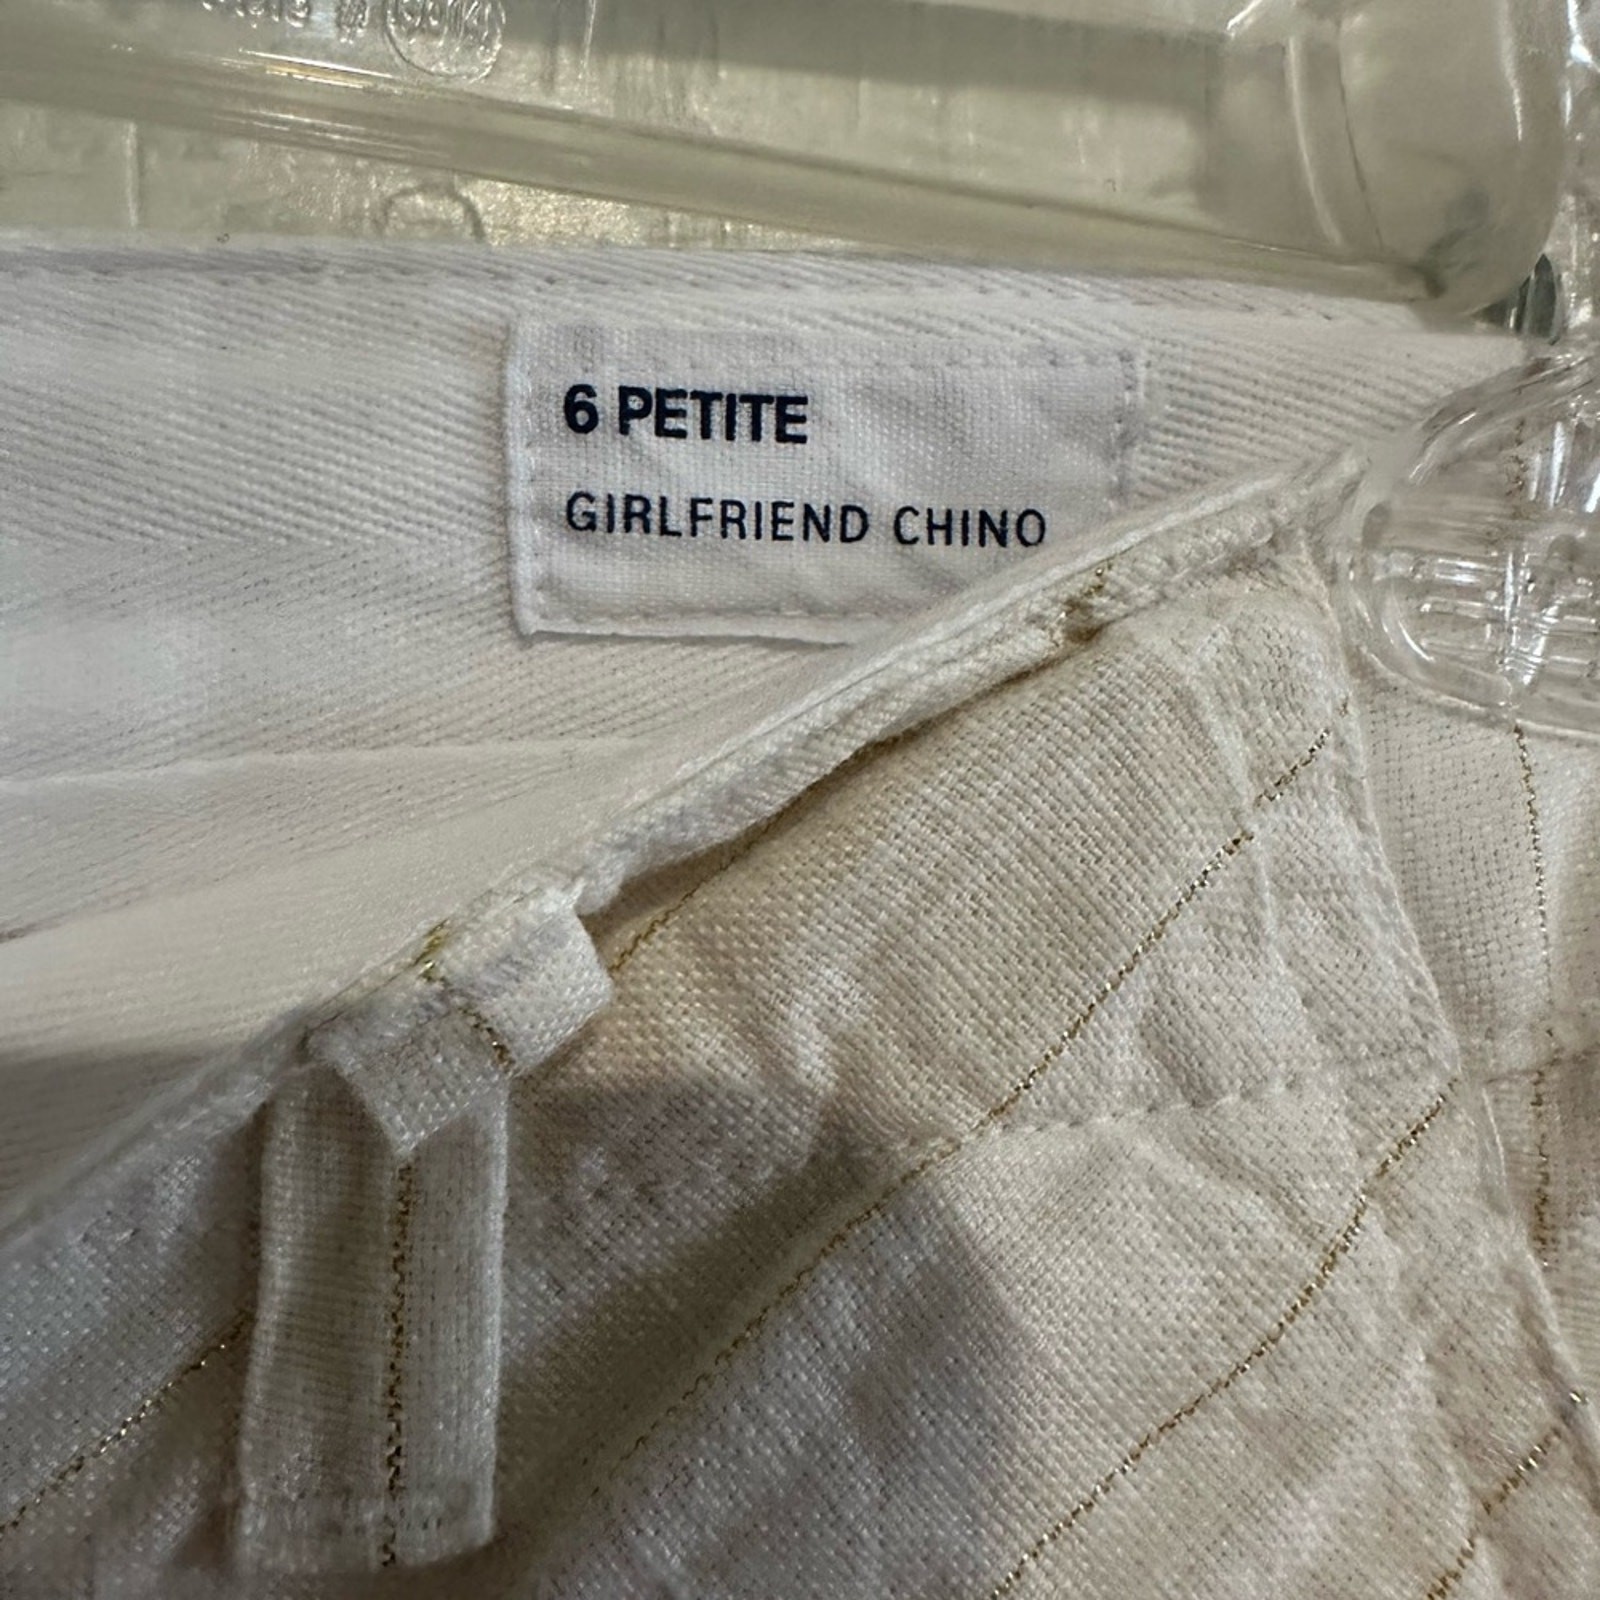 6 PETITE
GIRLFRIEND CHINO